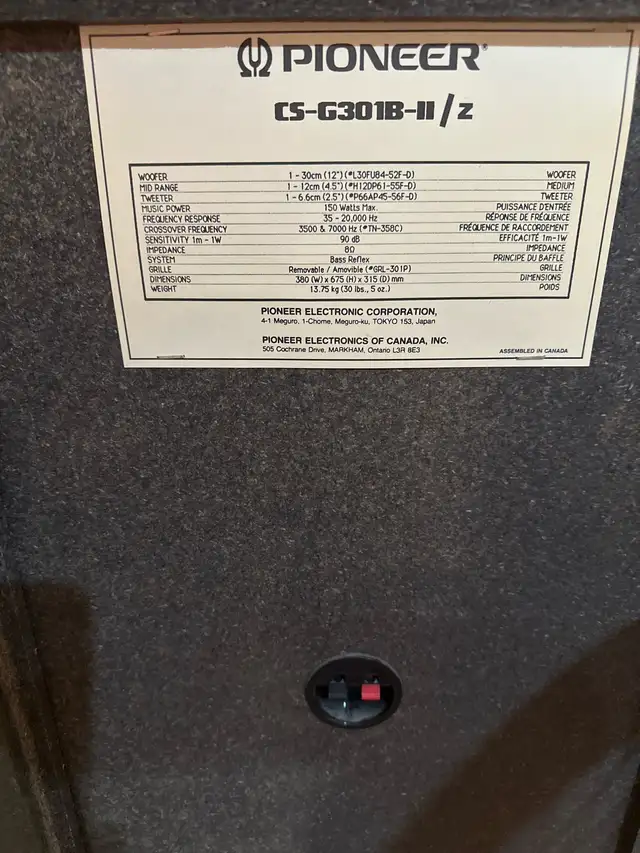 PIONEER®
CS-G301B-II/Z
WOOFER 1 - 30cm (12") (#L30FU84-52F-D) WOOFER
MID RANGE 1 - 12cm (4.5") (#H12DP61-55F-D) MEDIUM
TWEETER 1 - 6.6cm (2.5") (#P66AP45-56F-D) TWEETER
MUSIC POWER 150 Watts Max. PUISSANCE D'ENTRÉE
FREQUENCY RESPONSE 35 - 20,000 Hz RÉPONSE DE FRÉQUENCE
CROSSOVER FREQUENCY 3500 & 7000 Hz (#TN-358C) FRÉQUENCE DE RACCORDEMENT
SENSITIVITY 1m - 1W 90 dB EFFICACITÉ 1m-1W
IMPEDANCE 8Ω IMPEDANCE
SYSTEM Bass Reflex PRINCIPE DU BAFFLE
GRILLE Removable / Amovible (#GRL-301P) GRILLE
DIMENSIONS 380 (W) x 675 (H) x 315 (D) mm DIMENSIONS
WEIGHT 13.75 kg (30 lbs., 5 oz.) POIDS
PIONEER ELECTRONIC CORPORATION,
4-1 Meguro, 1-Chome, Meguro-ku, TOKYO 153, Japan
PIONEER ELECTRONICS OF CANADA, INC.
505 Cochrane Drive, MARKHAM, Ontario L3R 8E3
ASSEMBLED IN CANADA